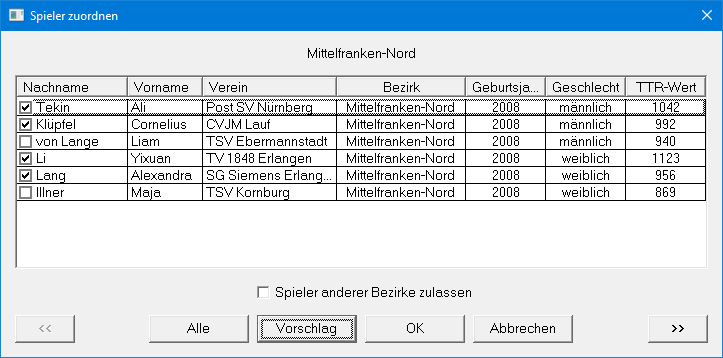 Spieler zuordnen
Mittelfranken-Nord
Nachname Vorname Verein Bezirk Geburtsja... Geschlecht TTR-Wert
Tekin Ali Post SV Nürnberg Mittelfranken-Nord 2008 männlich 1042
Klüpfel Cornelius CVJM Lauf Mittelfranken-Nord 2008 männlich 992
von Lange Liam TSV Ebermannstadt Mittelfranken-Nord 2008 männlich 940
Li Yixuan TV 1848 Erlangen Mittelfranken-Nord 2008 weiblich 1123
Lang Alexandra SG Siemens Erlang... Mittelfranken-Nord 2008 weiblich 956
Illner Maja TSV Kornburg Mittelfranken-Nord 2008 weiblich 869
Spieler anderer Bezirke zulassen
<< Alle Vorschlag OK Abbrechen >>